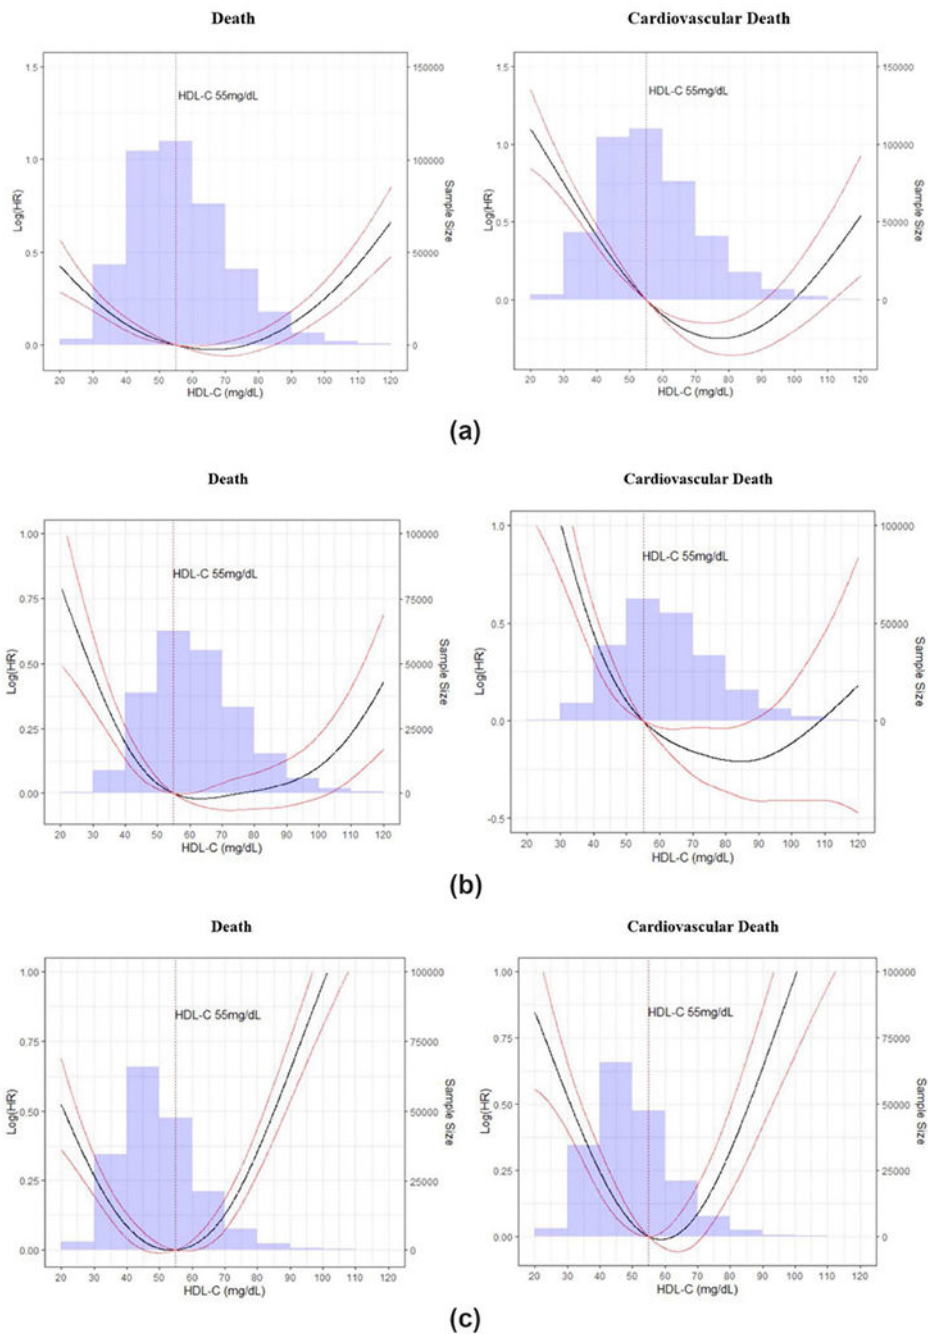 Death
Cardiovascular Death
1.5
1.0
0.5
0.0
Log(HR)
HDL-C 55mg/dL
150000
100000
50000
0
Sample Size
20 30 40 50 60 70 80 90 100 110 120
HDL-C (mg/dL)
1.5
1.0
0.5
0.0
Log(HR)
HDL-C 55mg/dL
150000
100000
50000
0
Sample Size
20 30 40 50 60 70 80 90 100 110 120
HDL-C (mg/dL)
(a)
Death
Cardiovascular Death
1.00
0.75
0.50
0.25
0.00
Log(HR)
HDL-C 55mg/dL
100000
75000
50000
25000
0
Sample Size
20 30 40 50 60 70 80 90 100 110 120
HDL-C (mg/dL)
1.0
0.5
0.0
-0.5
Log(HR)
HDL-C 55mg/dL
100000
50000
0
Sample Size
20 30 40 50 60 70 80 90 100 110 120
HDL-C (mg/dL)
(b)
Death
Cardiovascular Death
1.00
0.75
0.50
0.25
0.00
Log(HR)
HDL-C 55mg/dL
100000
75000
50000
25000
0
Sample Size
20 30 40 50 60 70 80 90 100 110 120
HDL-C (mg/dL)
1.00
0.75
0.50
0.25
0.00
Log(HR)
HDL-C 55mg/dL
100000
75000
50000
25000
0
Sample Size
20 30 40 50 60 70 80 90 100 110 120
HDL-C (mg/dL)
(c)